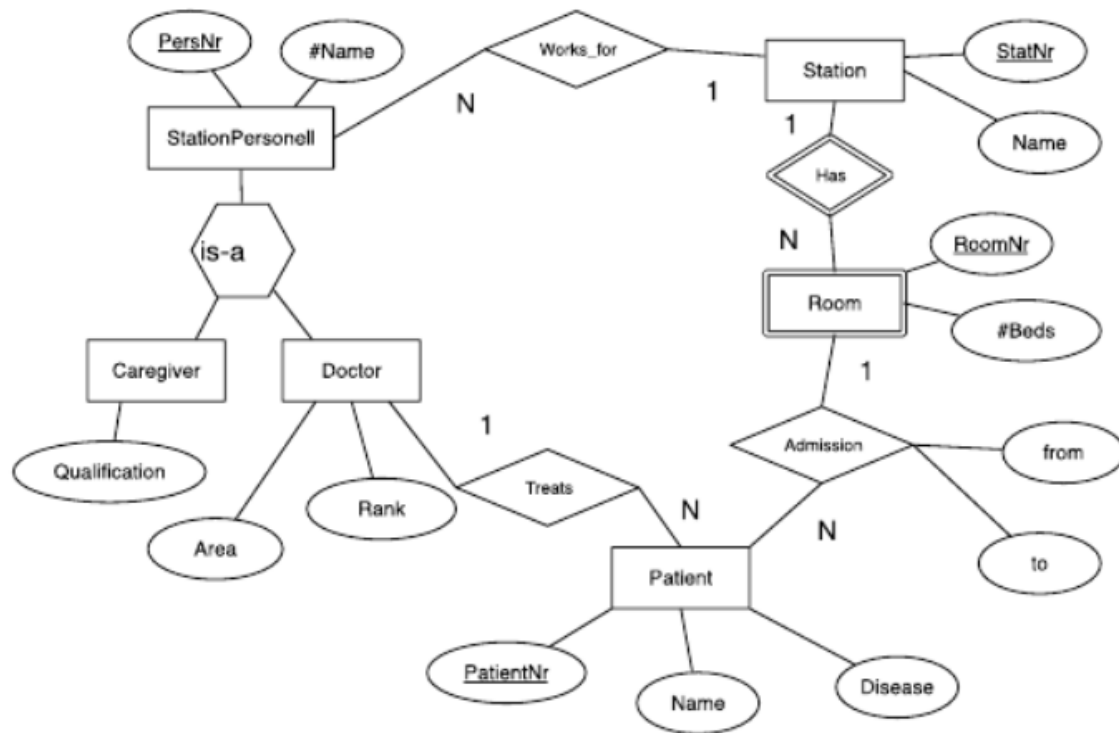 PersNr
#Name
Works_for
Station
StatNr
N
1
StationPersonell
1
Name
Has
is-a
N
RoomNr
Room
#Beds
Caregiver
Doctor
1
1
Admission
from
Qualification
Treats
Rank
N
N
Area
Patient
to
PatientNr
Name
Disease